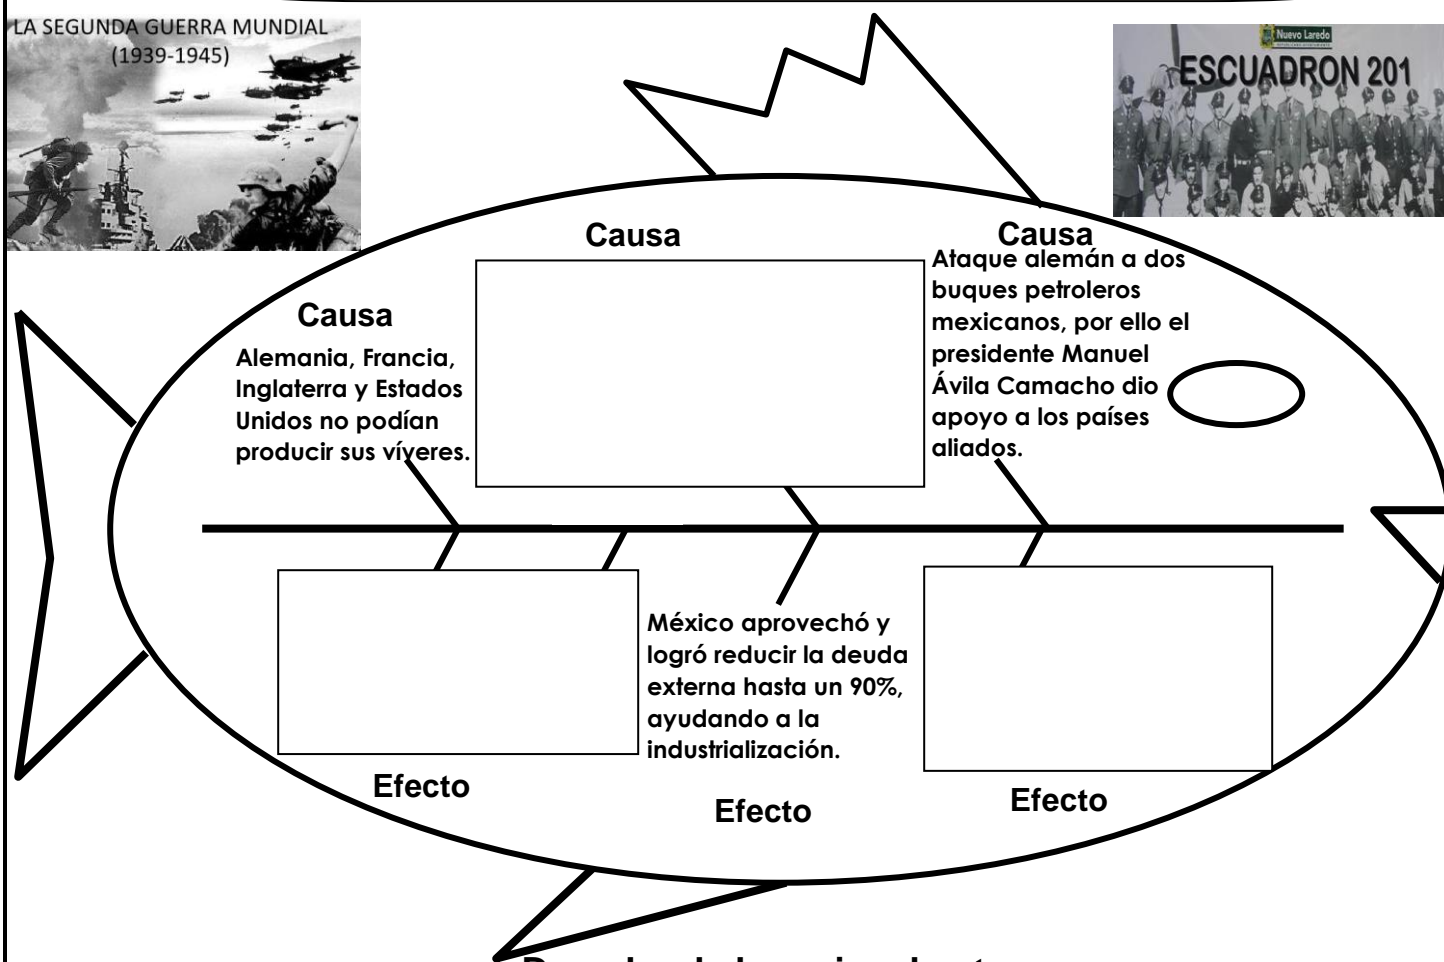 LA SEGUNDA GUERRA MUNDIAL
(1939-1945)
Nuevo Laredo
ESCUADRON 201
Causa
Alemania, Francia,
Inglaterra y Estados
Unidos no podían
producir sus víveres.
Causa
Causa
Ataque alemán a dos
buques petroleros
mexicanos, por ello el
presidente Manuel
Ávila Camacho dio
apoyo a los países
aliados.
Efecto
México aprovechó y
logró reducir la deuda
externa hasta un 90%,
ayudando a la
industrialización.
Efecto
Efecto